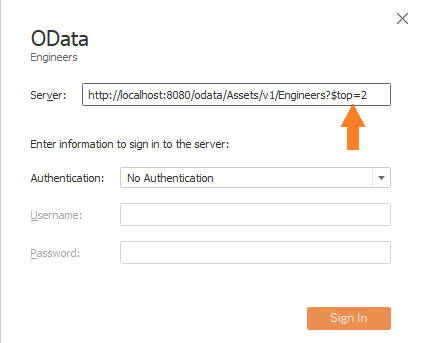 OData
Engineers
Server: http://localhost:8080/odata/Assets/v1/Engineers?$top=2
Enter information to sign in to the server:
Authentication: No Authentication
Username:
Password:
Sign In